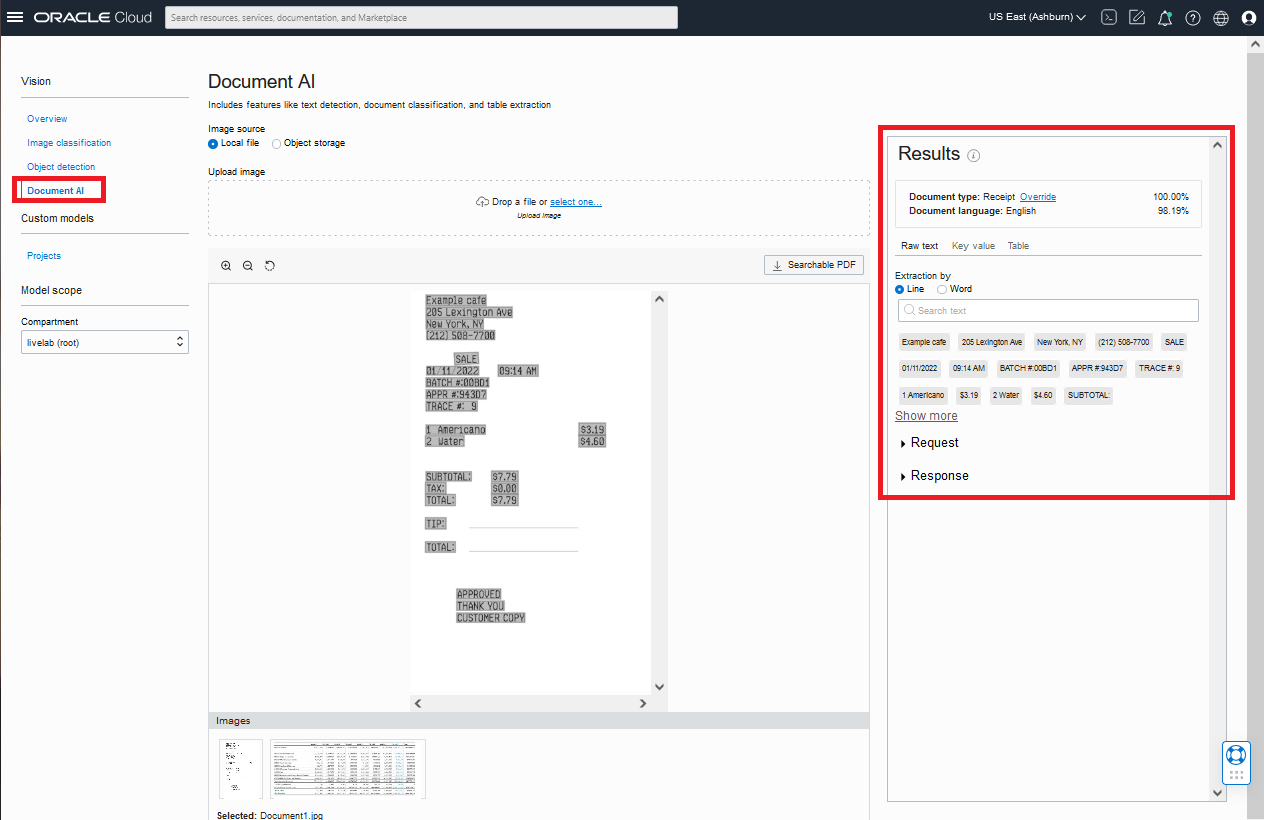 ORACLE Cloud
Search resources, services, documentation, and Marketplace
US East (Ashburn)
Vision
Overview
Image classification
Object detection
Document AI
Custom models
Projects
Model scope
Compartment
livelab (root)
Document AI
Includes features like text detection, document classification, and table extraction
Image source
Local file Object storage
Upload image
Drop a file or select one...
Upload image
Searchable PDF
Example cafe
205 Lexington Ave
New York, NY
(212) 508-7700
SALE
01/11/2022 09:14 AM
BATCH #:00BD1
APPR #:943D7
TRACE #: 9
1 Americano $3.19
2 Water $4.60
SUBTOTAL: $7.79
TAX: $0.00
TOTAL: $7.79
TIP:
TOTAL:
APPROVED
THANK YOU
CUSTOMER COPY
Images
Selected: Document1.jpg
Results
Document type: Receipt Override 100.00%
Document language: English 98.19%
Raw text Key value Table
Extraction by
Line Word
Search text
Example cafe 205 Lexington Ave New York, NY (212) 508-7700 SALE
01/11/2022 09:14 AM BATCH #:00BD1 APPR #:943D7 TRACE #: 9
1 Americano $3.19 2 Water $4.60 SUBTOTAL:
Show more
Request
Response